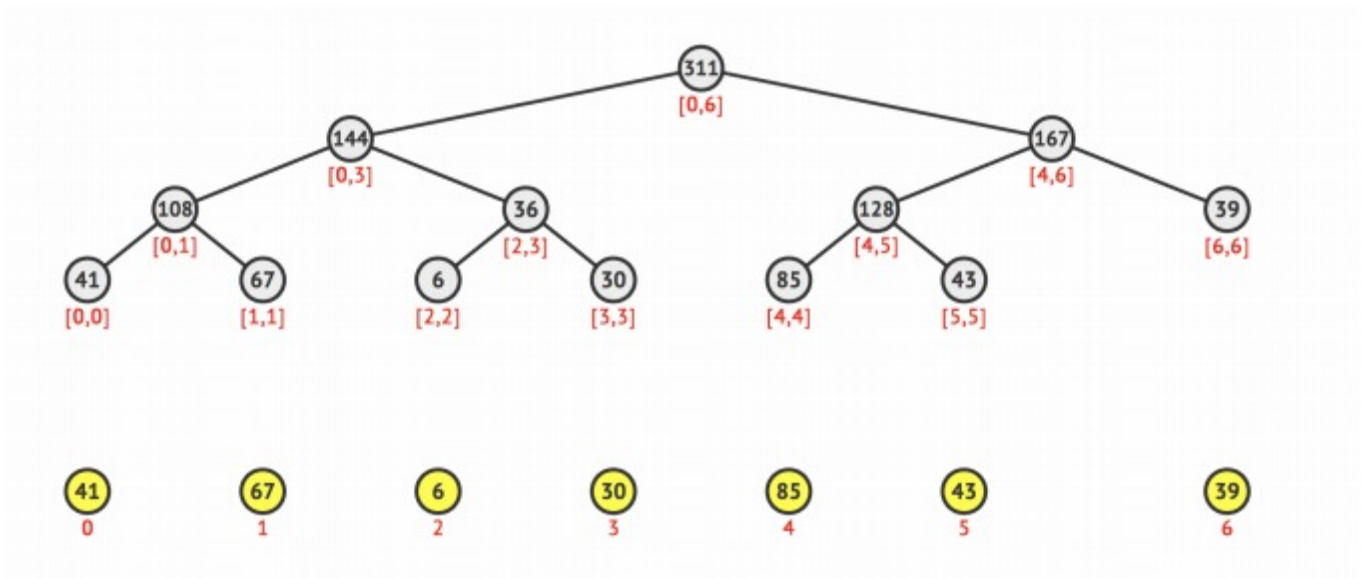 311
[0,6]
144 167
[0,3] [4,6]
108 36 128 39
[0,1] [2,3] [4,5] [6,6]
41 67 6 30 85 43
[0,0] [1,1] [2,2] [3,3] [4,4] [5,5]
41 67 6 30 85 43 39
0 1 2 3 4 5 6